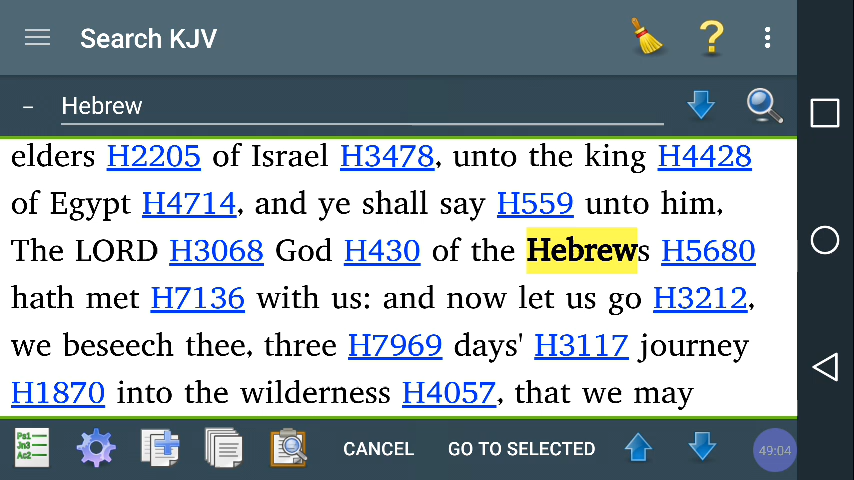 Search KJV
?
– Hebrew
elders H2205 of Israel H3478, unto the king H4428
of Egypt H4714, and ye shall say H559 unto him,
The LORD H3068 God H430 of the Hebrews H5680
hath met H7136 with us: and now let us go H3212,
we beseech thee, three H7969 days' H3117 journey
H1870 into the wilderness H4057, that we may
Ps1
Jn3
Ac2
CANCEL GO TO SELECTED
49:04